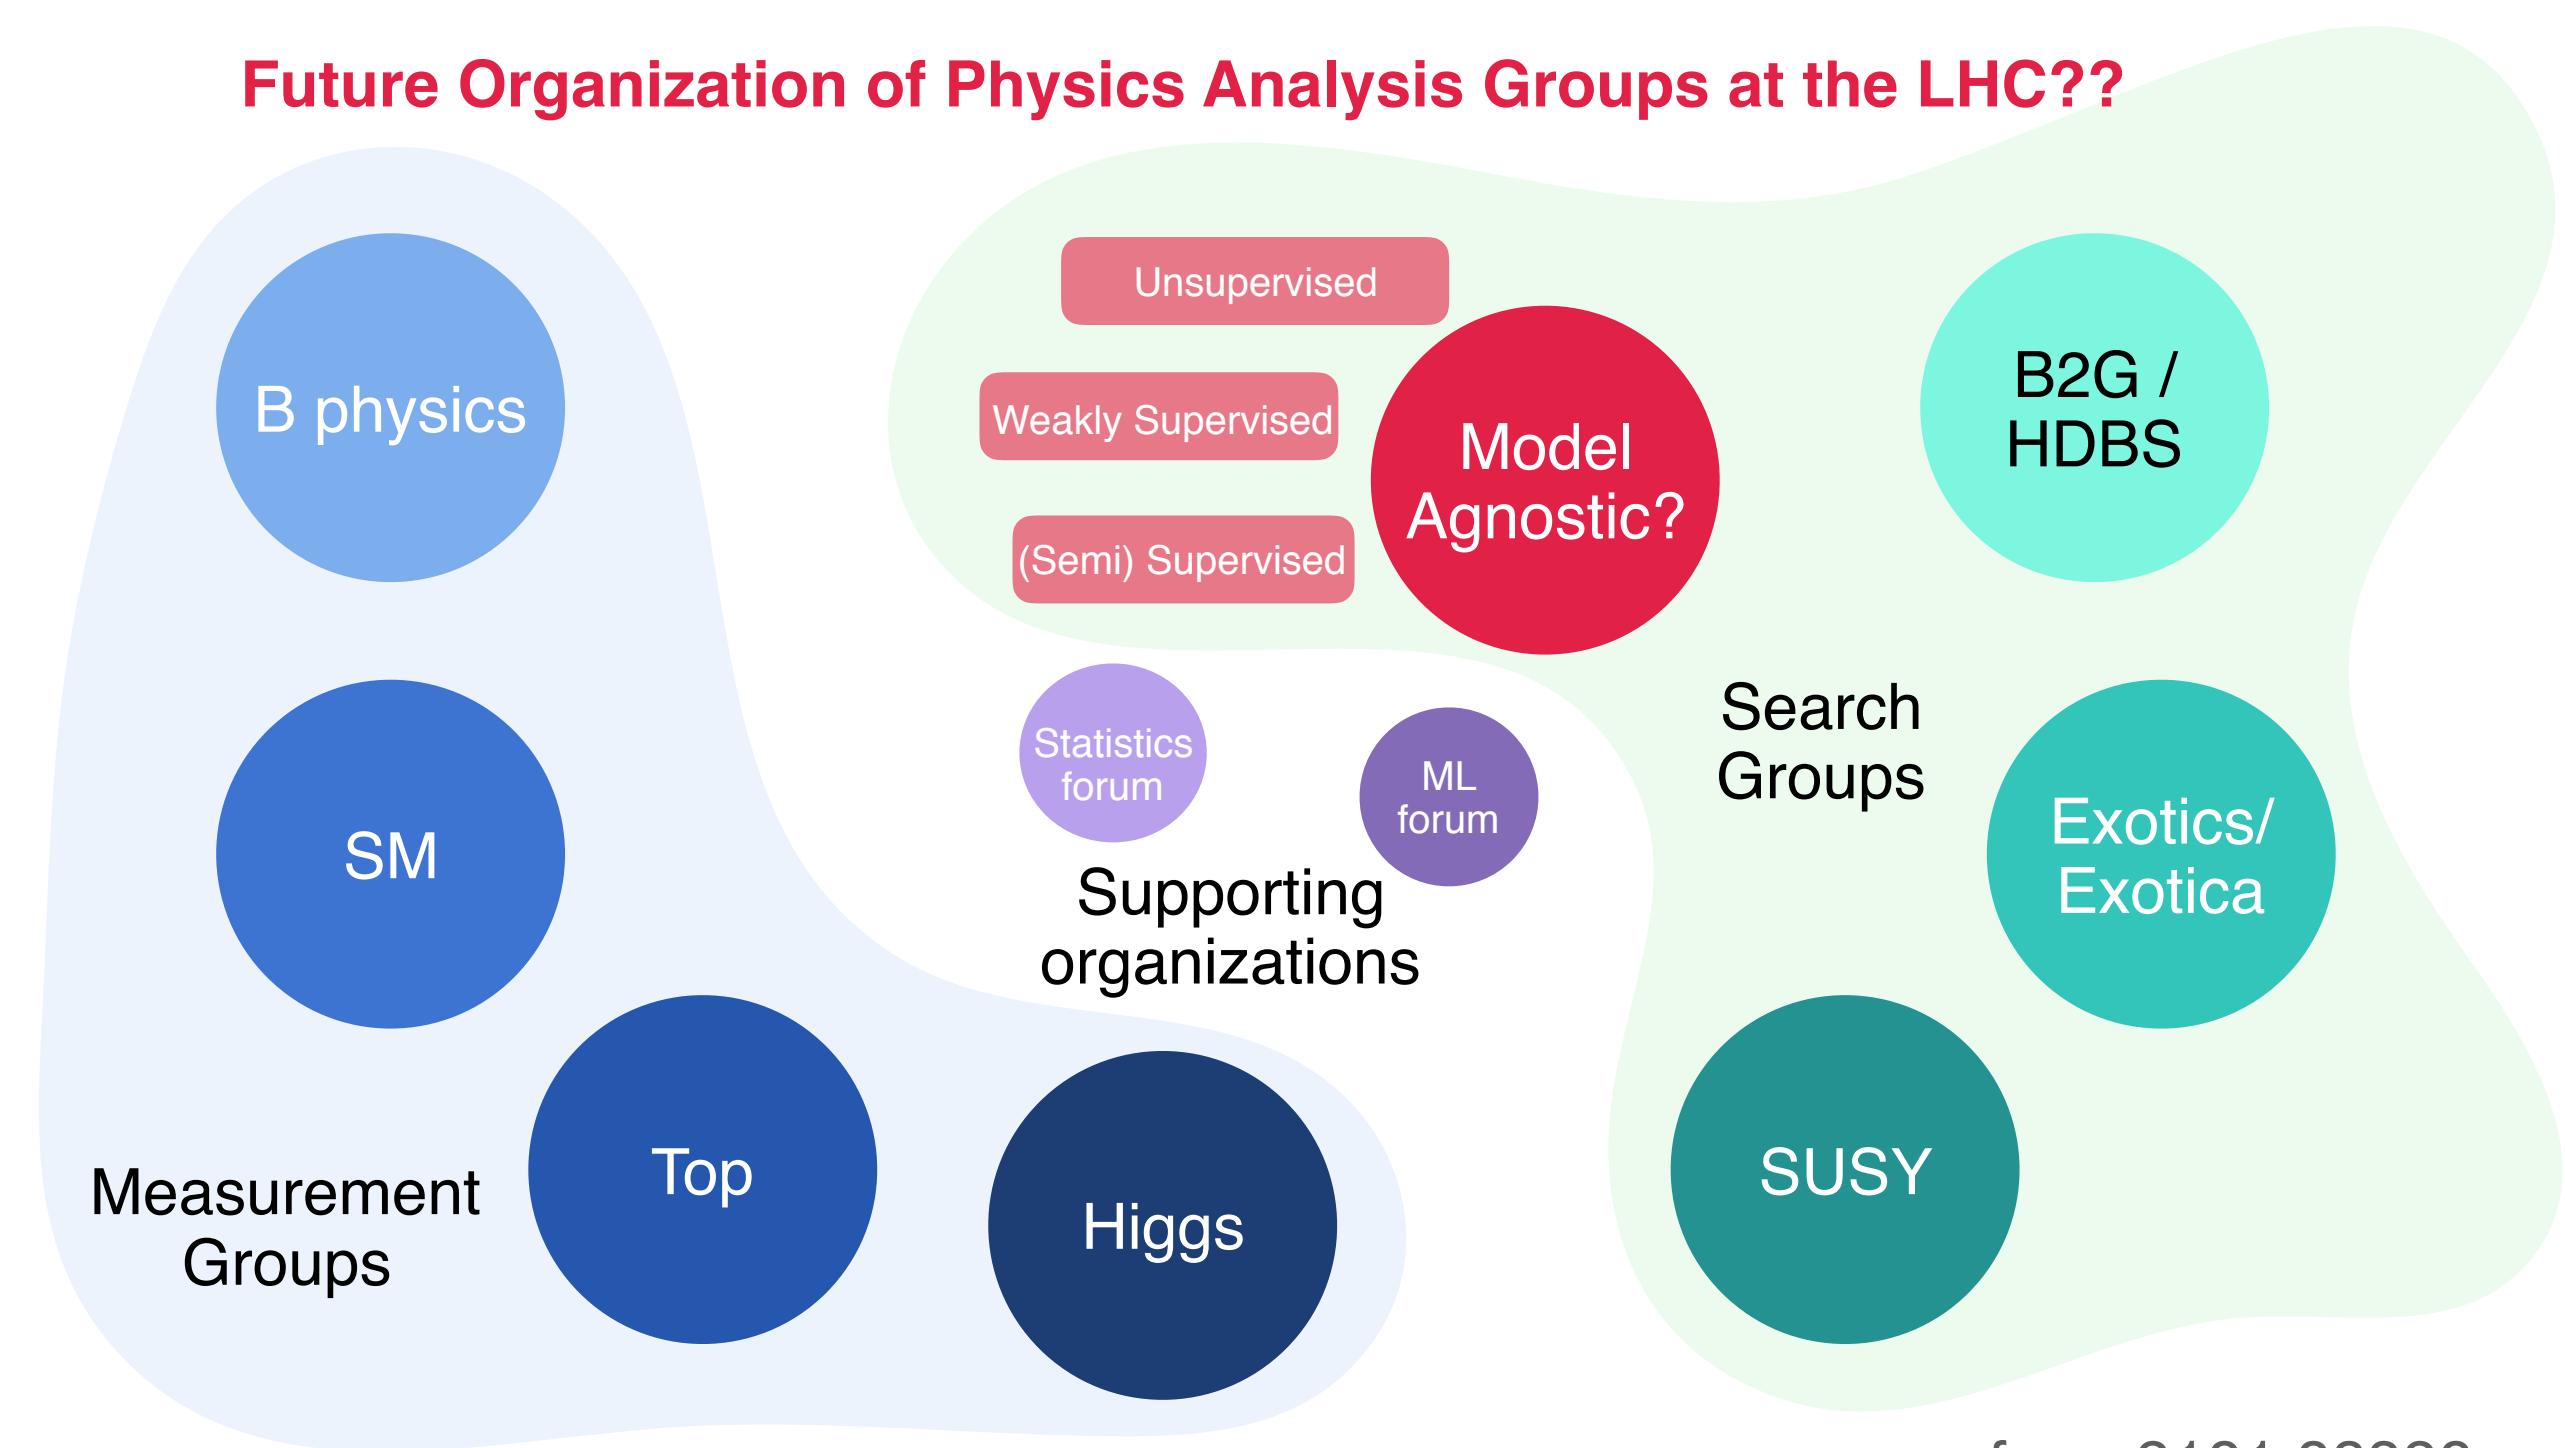 Future Organization of Physics Analysis Groups at the LHC??
B physics
SM
Top
Higgs
Measurement
Groups
Unsupervised
Weakly Supervised
(Semi) Supervised
Model
Agnostic?
Statistics
forum
ML
forum
Supporting
organizations
B2G /
HDBS
Search
Groups
Exotics/
Exotica
SUSY